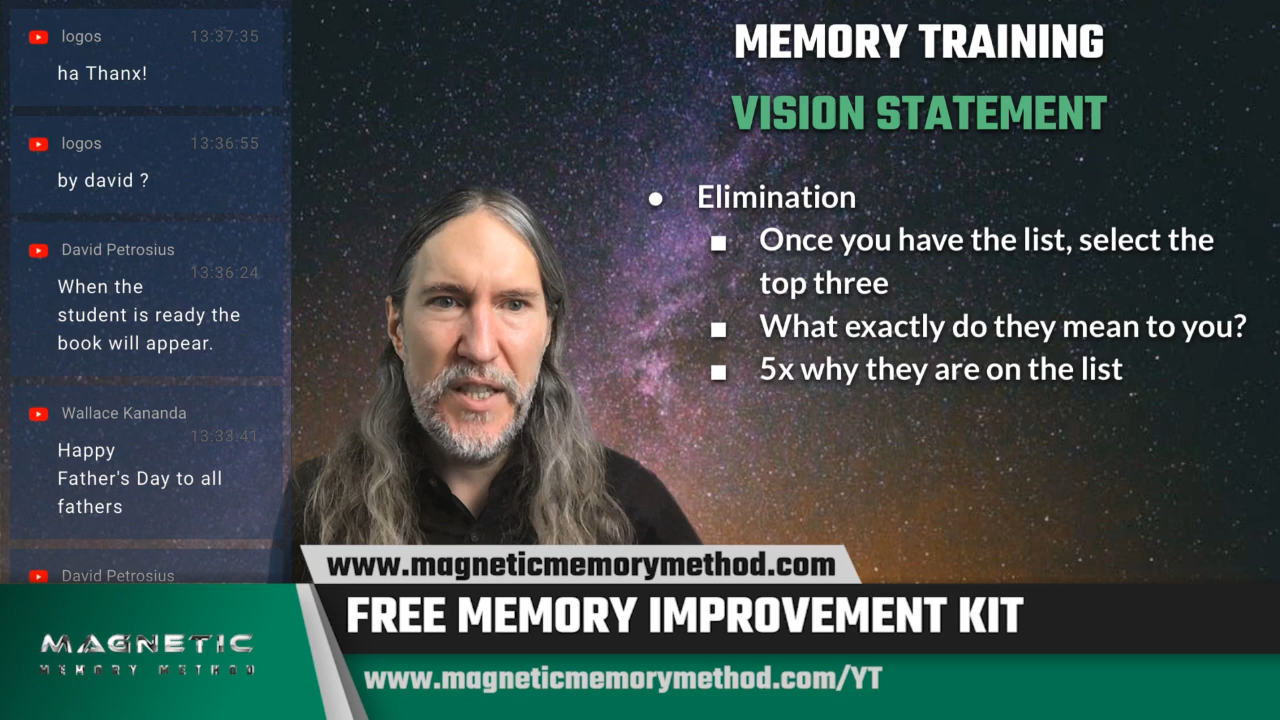 logos 13:37:35
ha Thanx!
logos 13:36:55
by david ?
David Petrosius
13:36:24
When the
student is ready the
book will appear.
Wallace Kananda
13:33:41
Happy
Father's Day to all
fathers
David Petrosius
MEMORY TRAINING
VISION STATEMENT
● Elimination
■ Once you have the list, select the
top three
■ What exactly do they mean to you?
■ 5x why they are on the list
www.magneticmemorymethod.com
FREE MEMORY IMPROVEMENT KIT
www.magneticmemorymethod.com/YT
MAGNETIC
MEMORY METHOD